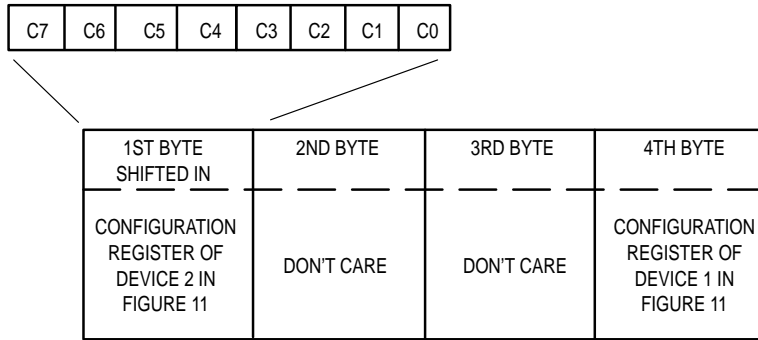 C7 C6 C5 C4 C3 C2 C1 C0
1ST BYTE
SHIFTED IN
2ND BYTE
3RD BYTE
4TH BYTE
CONFIGURATION
REGISTER OF
DEVICE 2 IN
FIGURE 11
DON'T CARE
DON'T CARE
CONFIGURATION
REGISTER OF
DEVICE 1 IN
FIGURE 11